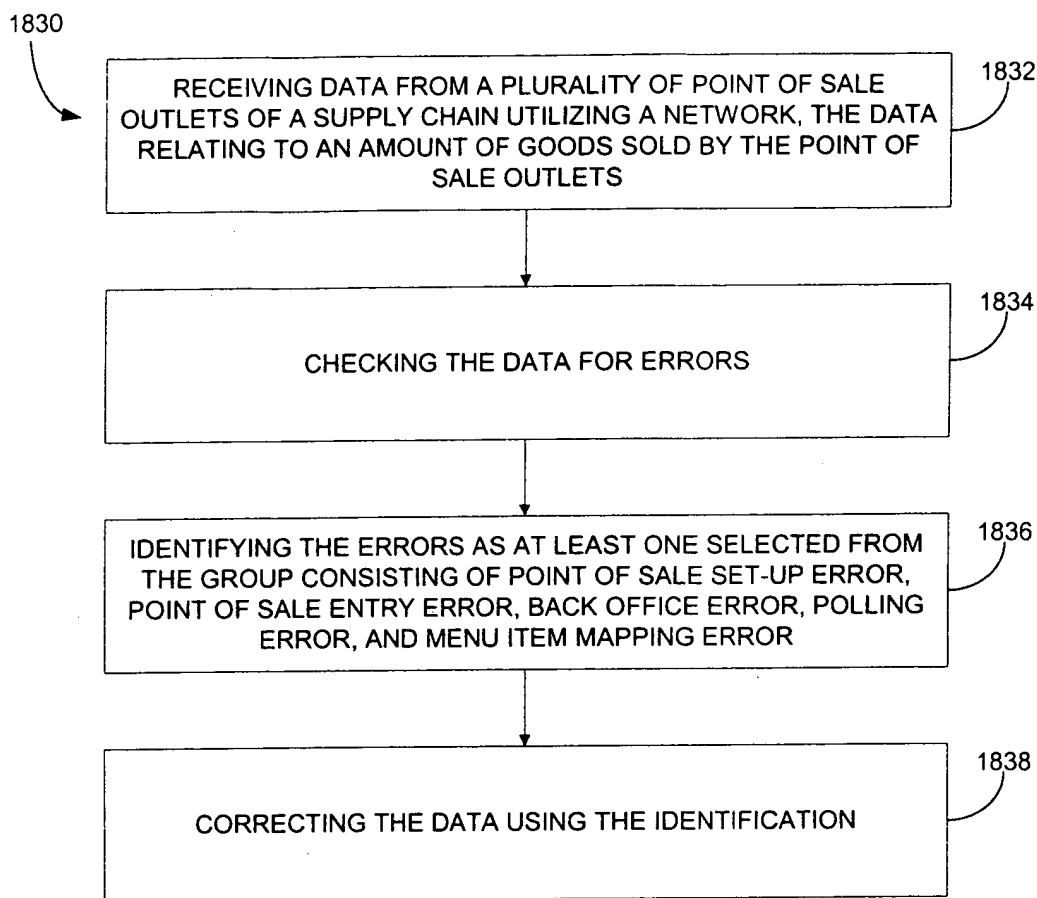 1830
1832
RECEIVING DATA FROM A PLURALITY OF POINT OF SALE
OUTLETS OF A SUPPLY CHAIN UTILIZING A NETWORK, THE DATA
RELATING TO AN AMOUNT OF GOODS SOLD BY THE POINT OF
SALE OUTLETS
1834
CHECKING THE DATA FOR ERRORS
1836
IDENTIFYING THE ERRORS AS AT LEAST ONE SELECTED FROM
THE GROUP CONSISTING OF POINT OF SALE SET-UP ERROR,
POINT OF SALE ENTRY ERROR, BACK OFFICE ERROR, POLLING
ERROR, AND MENU ITEM MAPPING ERROR
1838
CORRECTING THE DATA USING THE IDENTIFICATION